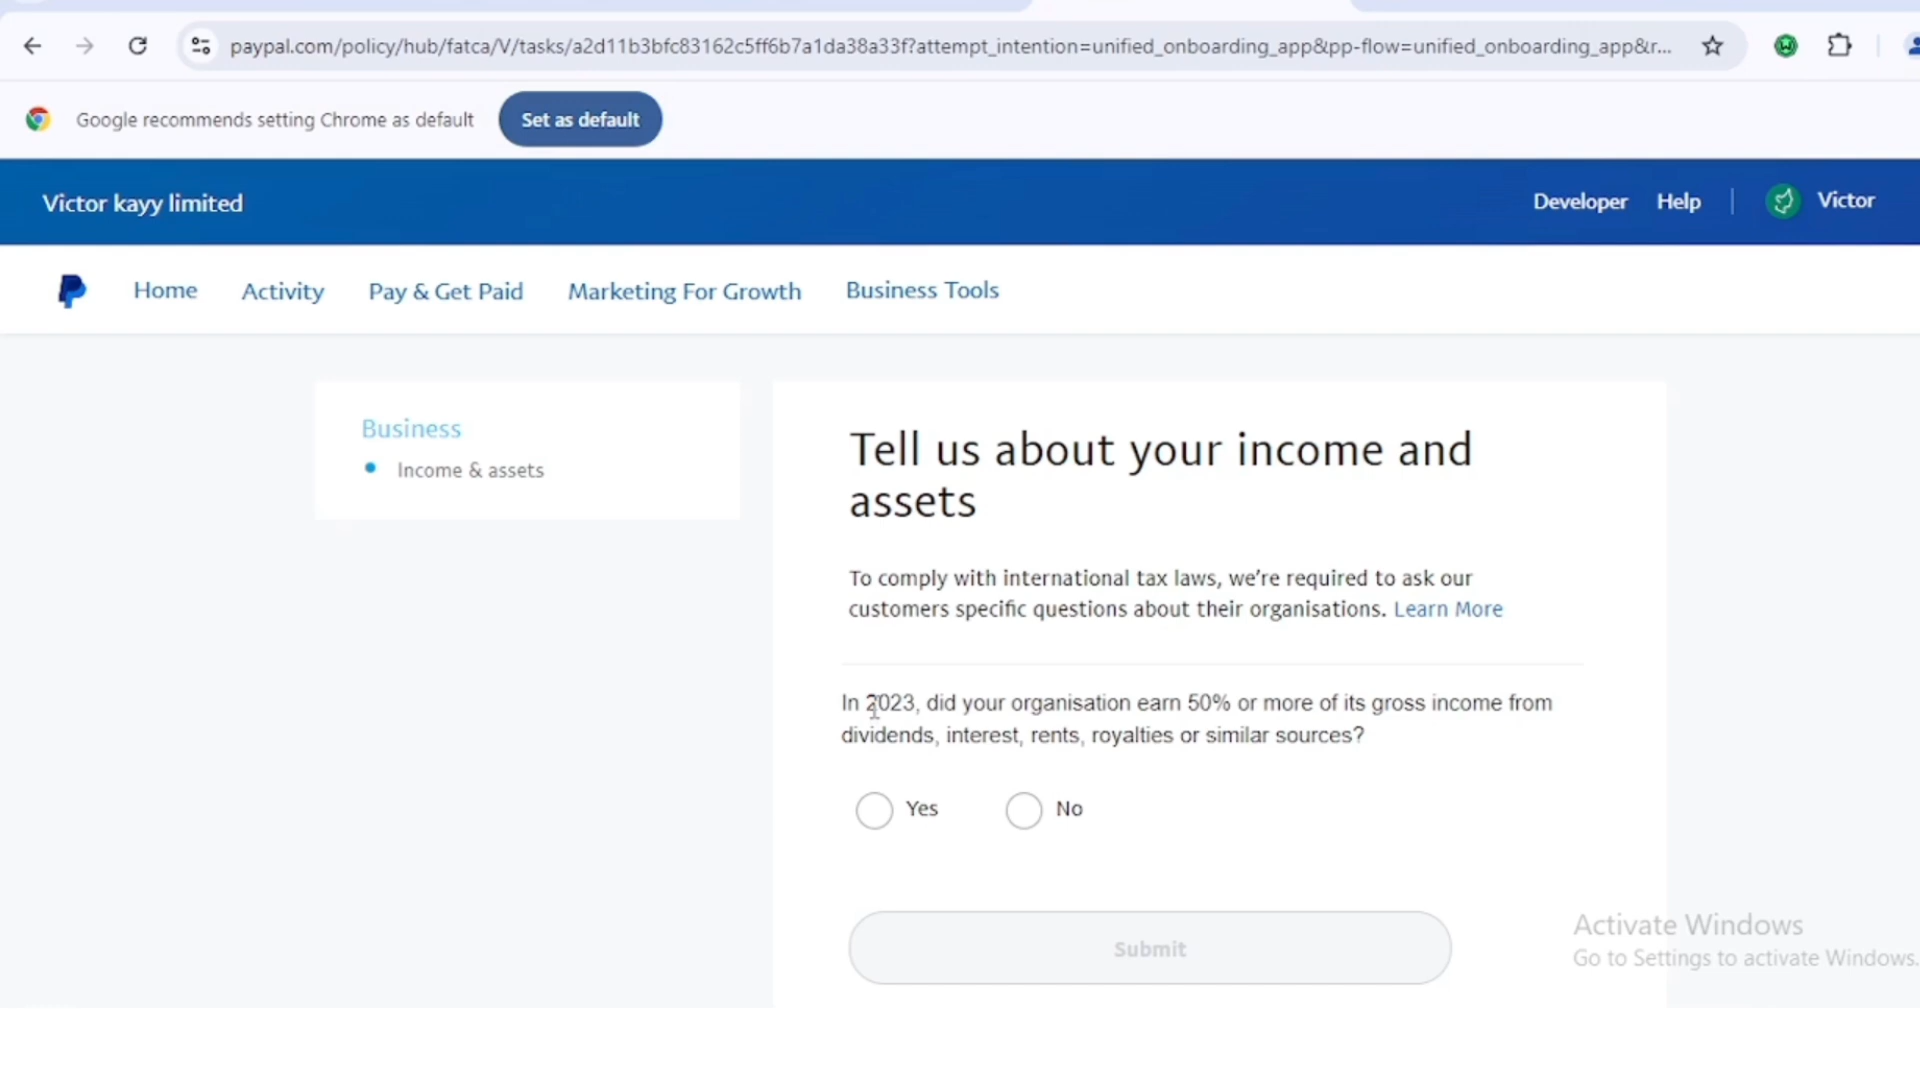 paypal.com/policy/hub/fatca/V/tasks/a2d11b3bfc83162c5ff6b7a1da38a33f?attempt_intention=unified_onboarding_app&pp-flow=unified_onboarding_app&r...
Google recommends setting Chrome as default
Set as default
Victor kayy limited
Developer
Help
Victor
Home
Activity
Pay & Get Paid
Marketing For Growth
Business Tools
Business
Income & assets
Tell us about your income and
assets
To comply with international tax laws, we're required to ask our
customers specific questions about their organisations. Learn More
In 2023, did your organisation earn 50% or more of its gross income from
dividends, interest, rents, royalties or similar sources?
Yes
No
Submit
Activate Windows
Go to Settings to activate Windows.